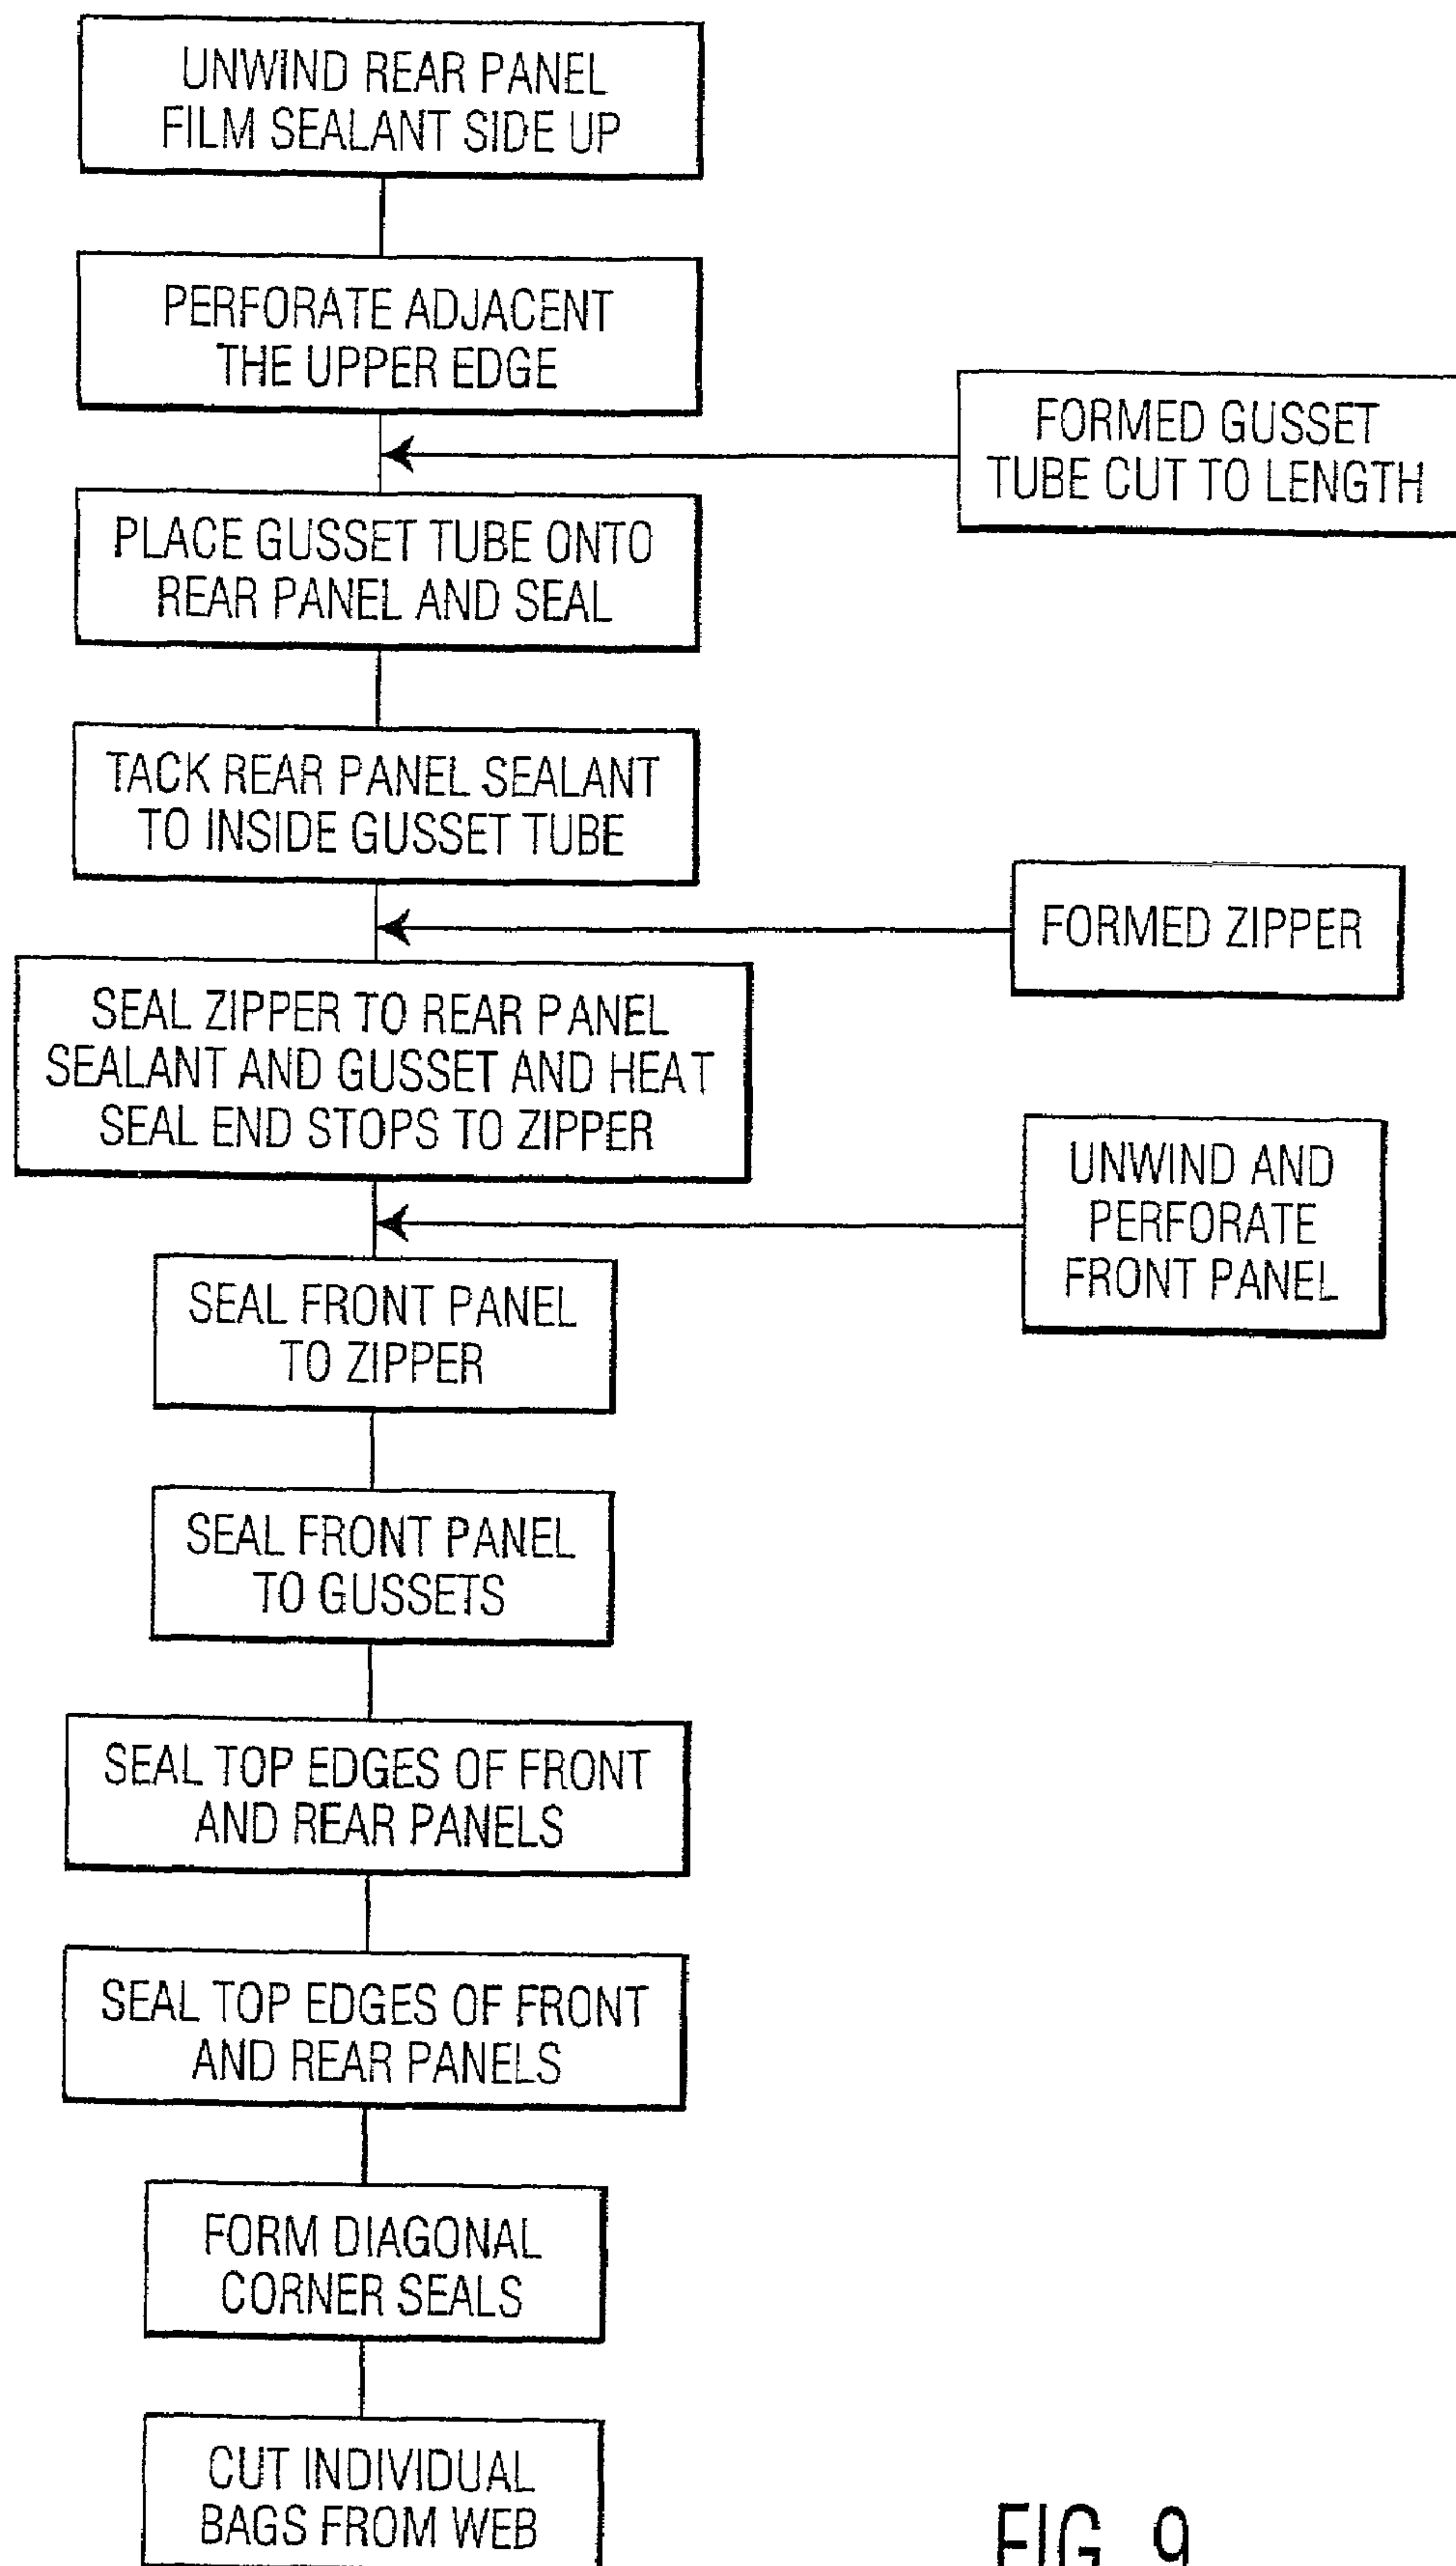 UNWIND REAR PANEL
FILM SEALANT SIDE UP
PERFORATE ADJACENT
THE UPPER EDGE
FORMED GUSSET
TUBE CUT TO LENGTH
PLACE GUSSET TUBE ONTO
REAR PANEL AND SEAL
TACK REAR PANEL SEALANT
TO INSIDE GUSSET TUBE
FORMED ZIPPER
SEAL ZIPPER TO REAR PANEL
SEALANT AND GUSSET AND HEAT
SEAL END STOPS TO ZIPPER
UNWIND AND
PERFORATE
FRONT PANEL
SEAL FRONT PANEL
TO ZIPPER
SEAL FRONT PANEL
TO GUSSETS
SEAL TOP EDGES OF FRONT
AND REAR PANELS
SEAL TOP EDGES OF FRONT
AND REAR PANELS
FORM DIAGONAL
CORNER SEALS
CUT INDIVIDUAL
BAGS FROM WEB
FIG. 9